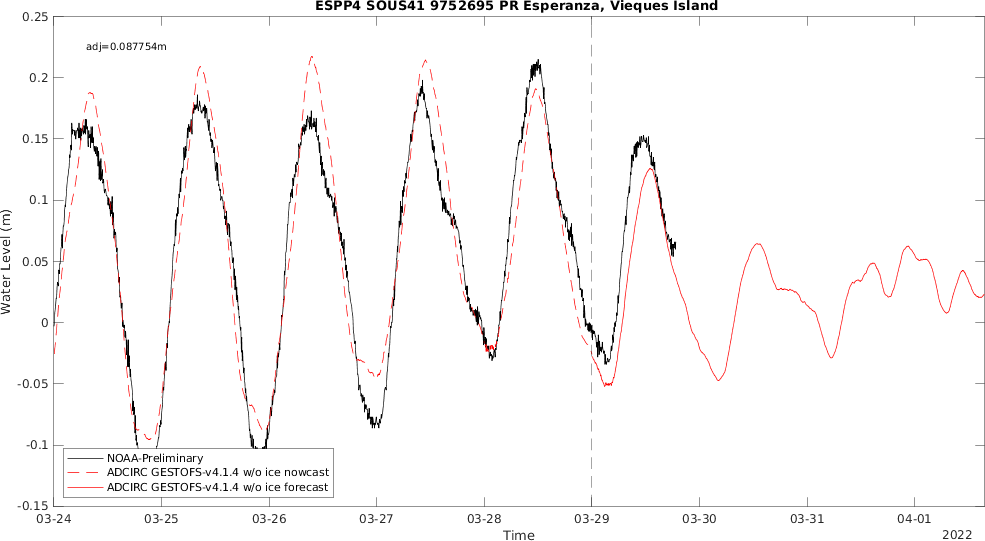 ESPP4 SOUS41 9752695 PR Esperanza, Vieques Island
0.25
adj=0.087754m
0.2
0.15
0.1
0.05
0
-0.05
-0.1
-0.15
Water Level (m)
NOAA-Preliminary
ADCIRC GESTOFS-v4.1.4 w/o ice nowcast
ADCIRC GESTOFS-v4.1.4 w/o ice forecast
03-24 03-25 03-26 03-27 03-28 03-29 03-30 03-31 04-01
Time
2022